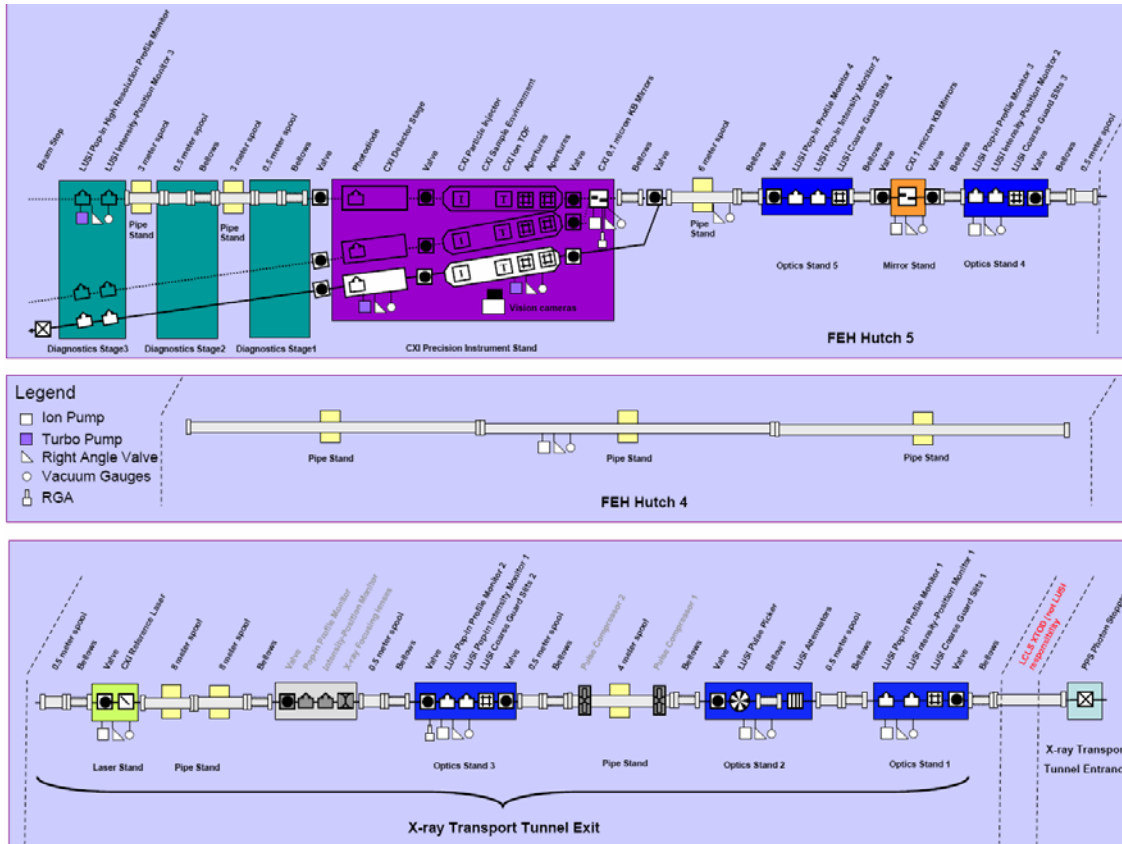 Beam Stop
LUSI Pop-In High Resolution Profile Monitor
LUSI Intensity-Position Monitor 3
3 meter spool
0.5 meter spool
Bellows
3 meter spool
0.5 meter spool
Bellows
Valve
Photodiode
CXI Detector Stage
Valve
CXI Particle Injector
CXI Sample Environment
CXI Ion TOF
Apertures
Apertures
Valve
CXI 0.1 micron KB Mirrors
Bellows
Valve
6 meter spool
Bellows
Valve
LUSI Pop-In Profile Monitor 4
LUSI Pop-In Intensity Monitor 2
LUSI Coarse Guard Slits 4
Bellows
Valve
CXI 1 micron KB Mirrors
Valve
Bellows
LUSI Pop-in Profile Monitor 3
LUSI Intensity-Position Monitor 2
LUSI Coarse Guard Slits 3
Valve
Bellows
0.5 meter spool
Pipe Stand
Pipe Stand
Pipe Stand
Optics Stand 5
Mirror Stand
Optics Stand 4
Vision cameras
Diagnostics Stage3
Diagnostics Stage2
Diagnostics Stage1
CXI Precision Instrument Stand
FEH Hutch 5
Legend
Ion Pump
Turbo Pump
Right Angle Valve
Vacuum Gauges
RGA
Pipe Stand
Pipe Stand
Pipe Stand
FEH Hutch 4
0.5 meter spool
Bellows
Valve
CXI Reference Laser
8 meter spool
Bellows
Valve
Pop-in Profile Monitor
Intensity-Position Monitor
X-ray Focusing lenses
0.5 meter spool
Bellows
Valve
LUSI Pop-In Profile Monitor 2
LUSI Pop-In Intensity Monitor 1
LUSI Coarse Guard Slits 2
Valve
0.5 meter spool
Bellows
Pulse Compressor 2
4 meter spool
Pulse Compressor 1
Bellows
Valve
LUSI Pulse Picker
Bellows
LUSI Attenuators
0.5 meter spool
Bellows
LUSI Pop-In Profile Monitor 1
LUSI Intensity-Position Monitor 1
LUSI Coarse Guard Slits 1
Valve
Bellows
LCLS XTOD (not LUSI
responsibility
PPS Photon Stopper
Laser Stand
Pipe Stand
Optics Stand 3
Pipe Stand
Optics Stand 2
Optics Stand 1
X-ray Transport
Tunnel Entranc
X-ray Transport Tunnel Exit